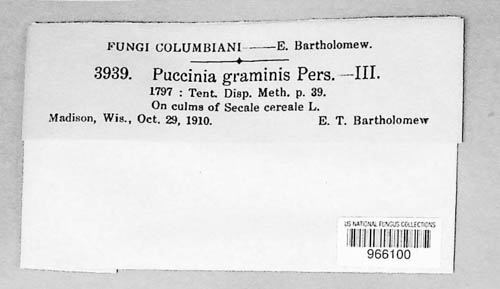 FUNGI COLUMBIANI——E. Bartholomew.
3939. Puccinia graminis Pers.—III.
1797 : Tent. Disp. Meth. p. 39.
On culms of Secale cereale L.
Madison, Wis., Oct. 29, 1910. E. T. Bartholomew
US NATIONAL FUNGUS COLLECTIONS
966100